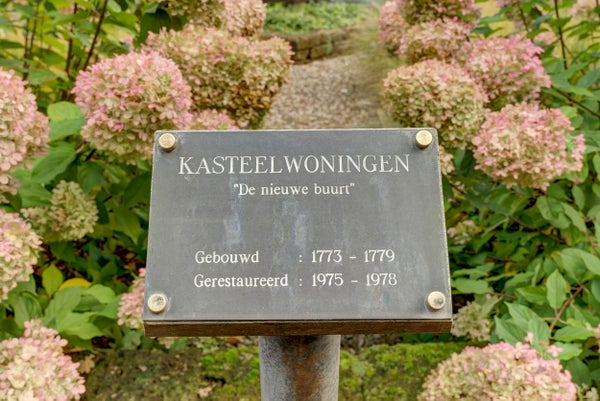 KASTEELWONINGEN
"De nieuwe buurt"
Gebouwd : 1773 - 1779
Gerestaureerd : 1975 - 1978